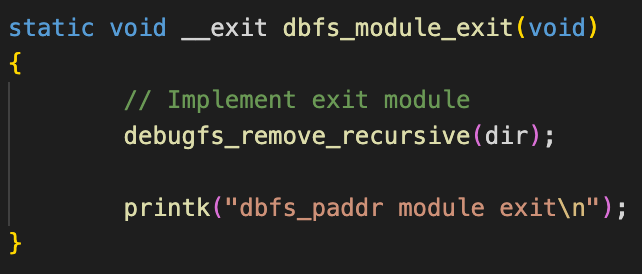 static void __exit dbfs_module_exit(void)
{
// Implement exit module
debugfs_remove_recursive(dir);
printk("dbfs_paddr module exit\n");
}